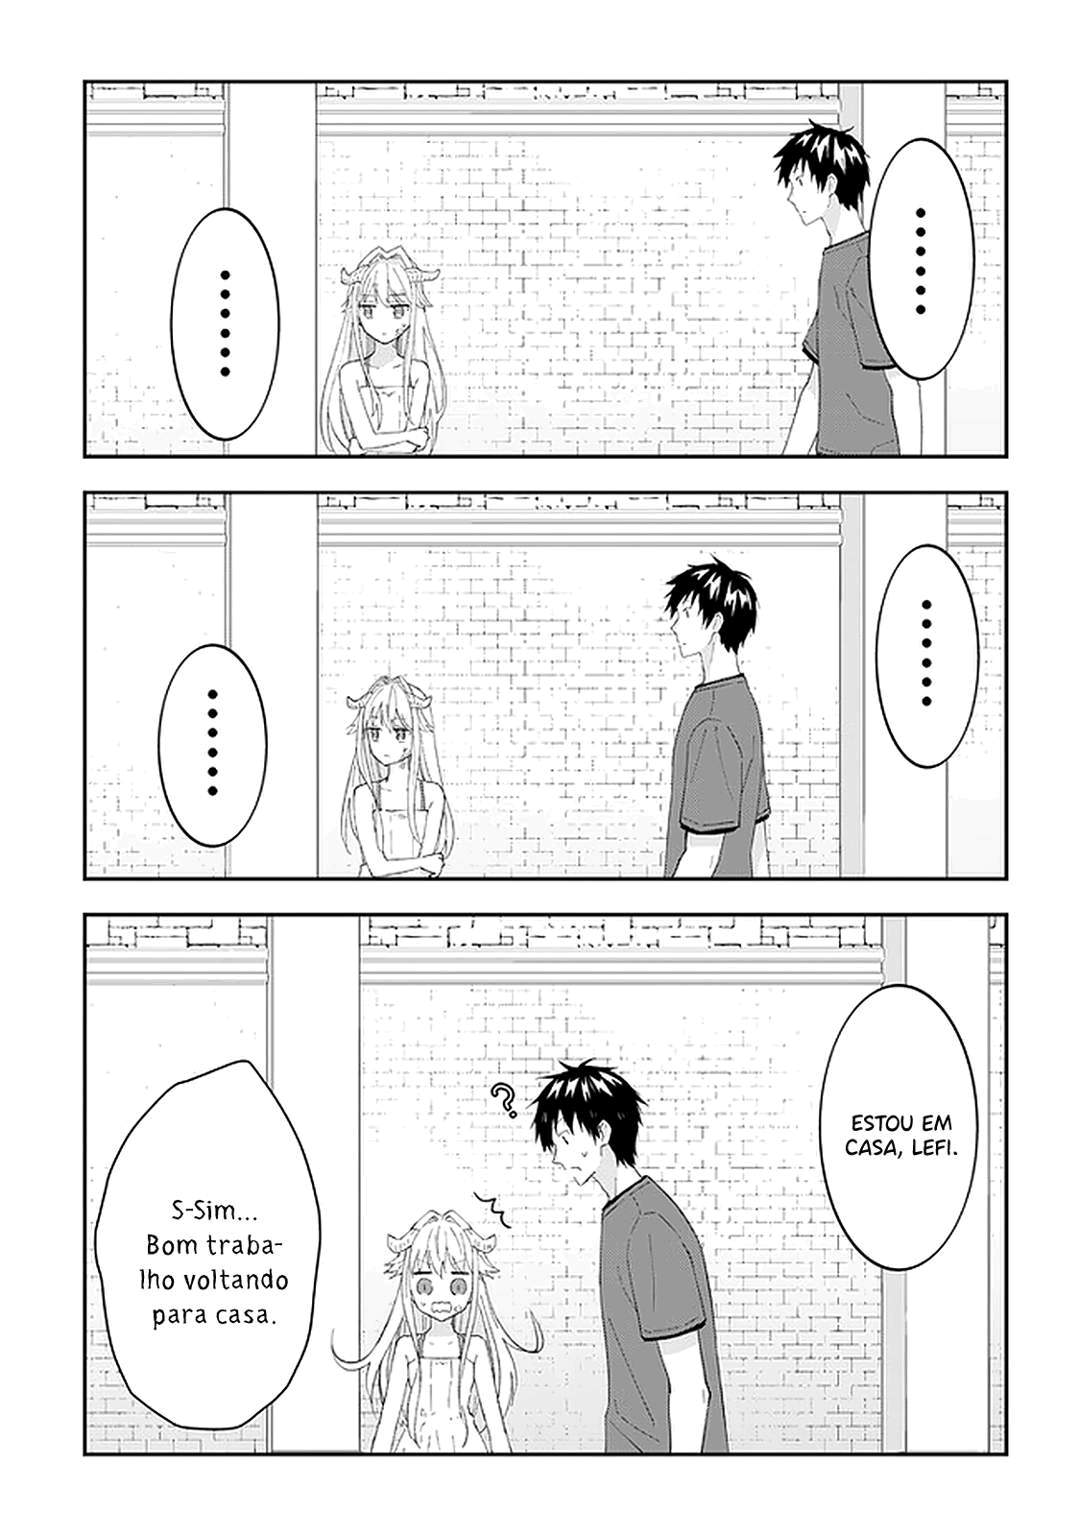 ••••••
••••••
••••••
••••••
ESTOU EM
CASA, LEFI.
?
S-Sim...
Bom traba-
lho voltando
para casa.